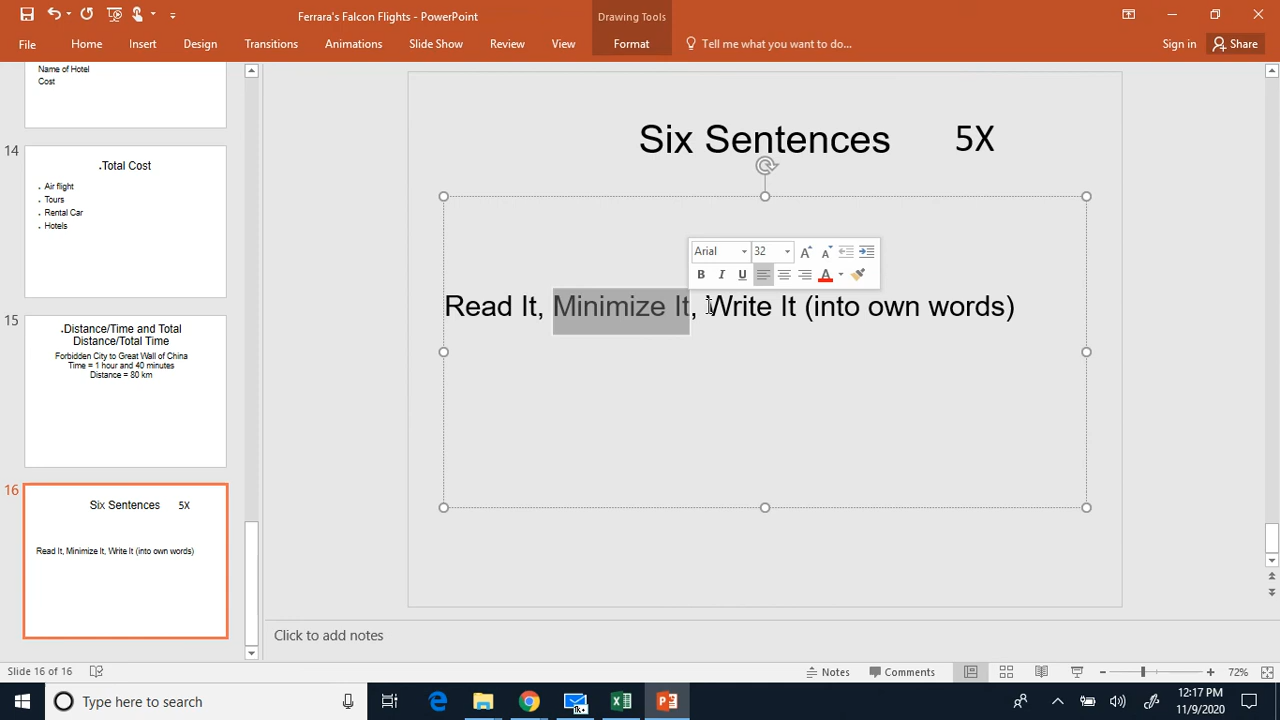 Ferrara's Falcon Flights - PowerPoint
Drawing Tools
File
Home
Insert
Design
Transitions
Animations
Slide Show
Review
View
Format
Tell me what you want to do...
Sign in
Share
Name of Hotel
Cost
14
.Total Cost
. Air flight
. Tours
. Rental Car
. Hotels
15
.Distance/Time and Total
Distance/Total Time
Forbidden City to Great Wall of China
Time = 1 hour and 40 minutes
Distance = 80 km
16
Six Sentences 5X
Read It, Minimize It, Write It (into own words)
Six Sentences 5X
Arial
32
A A
B I U
A
Read It, Minimize It, Write It (into own words)
Click to add notes
Slide 16 of 16
Notes
Comments
72%
Type here to search
1k+
12:17 PM
11/9/2020